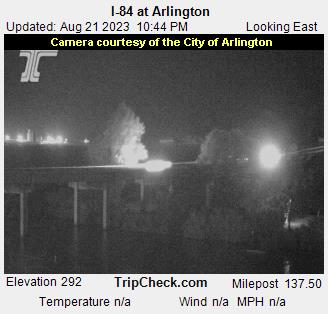 I-84 at Arlington
Updated: Aug 21 2023 10:44 PM Looking East
Camera courtesy of the City of Arlington
Elevation 292 TripCheck.com Milepost 137.50
Temperature n/a Wind n/a MPH n/a